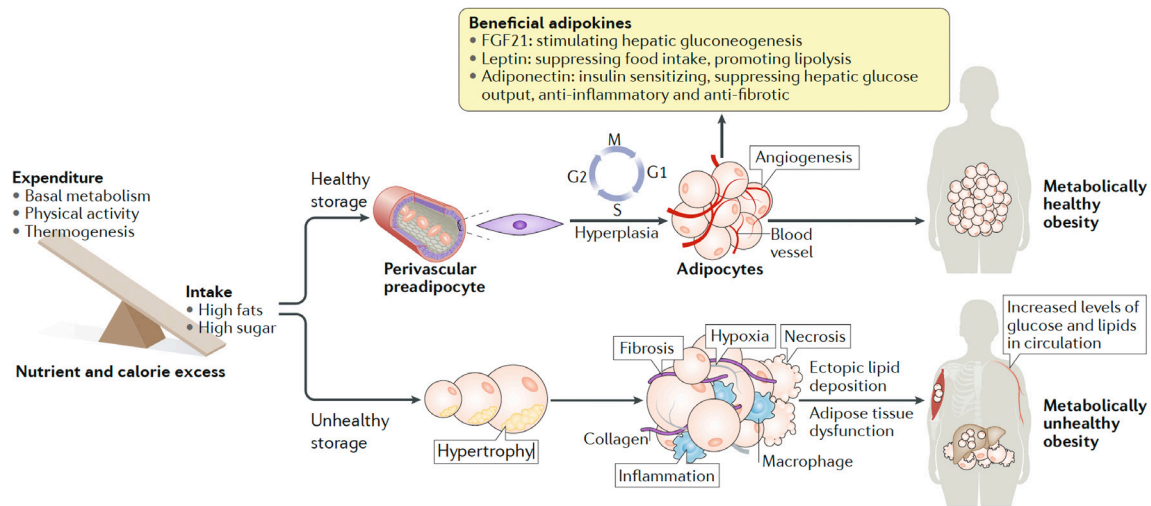 Beneficial adipokines
• FGF21: stimulating hepatic gluconeogenesis
• Leptin: suppressing food intake, promoting lipolysis
• Adiponectin: insulin sensitizing, suppressing hepatic glucose
output, anti-inflammatory and anti-fibrotic
Expenditure
• Basal metabolism
• Physical activity
• Thermogenesis
Intake
• High fats
• High sugar
Nutrient and calorie excess
Healthy
storage
Perivascular
preadipocyte
M
G1
S
G2
Hyperplasia
Angiogenesis
Blood
vessel
Adipocytes
Metabolically
healthy
obesity
Unhealthy
storage
Hypertrophy
Fibrosis
Hypoxia
Necrosis
Collagen
Inflammation
Macrophage
Ectopic lipid
deposition
Adipose tissue
dysfunction
Increased levels of
glucose and lipids
in circulation
Metabolically
unhealthy
obesity